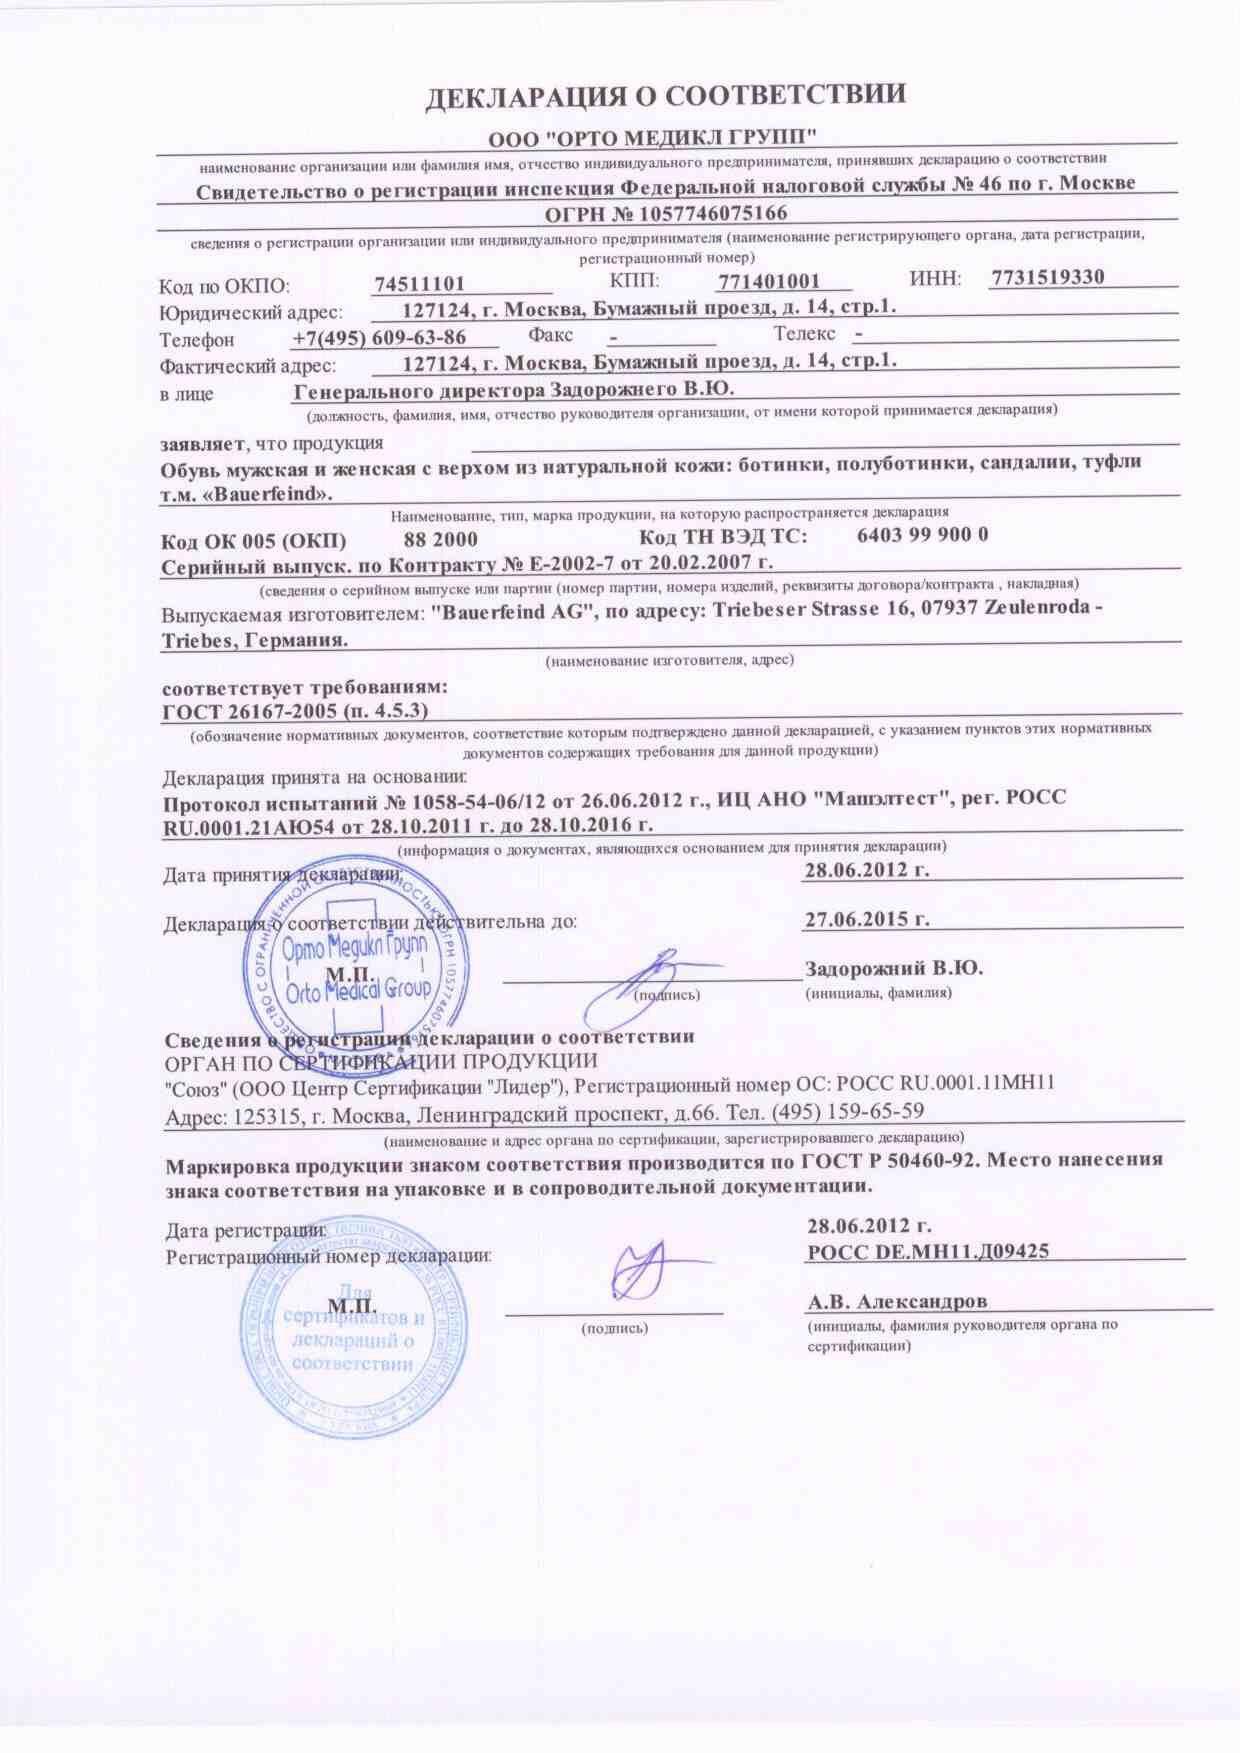 ДЕКЛАРАЦИЯ О СООТВЕТСТВИИ
ООО "ОРТО МЕДИКЛ ГРУПП"
наименование организации или фамилия имя, отчество индивидуального предпринимателя, принявших декларацию о соответствии
Свидетельство о регистрации инспекция Федеральной налоговой службы № 46 по г. Москве
ОГРН № 1057746075166
сведения о регистрации организации или индивидуального предпринимателя (наименование регистрирующего органа, дата регистрации,
регистрационный номер)
Код по ОКПО: 74511101 КПП: 771401001 ИНН: 7731519330
Юридический адрес: 127124, г. Москва, Бумажный проезд, д. 14, стр.1.
Телефон +7(495) 609-63-86 Факс - Телекс -
Фактический адрес: 127124, г. Москва, Бумажный проезд, д. 14, стр.1.
в лице Генерального директора Задорожнего В.Ю.
(должность, фамилия, имя, отчество руководителя организации, от имени которой принимается декларация)
заявляет, что продукция
Обувь мужская и женская с верхом из натуральной кожи: ботинки, полуботинки, сандалии, туфли
т.м. «Bauerfeind».
Наименование, тип, марка продукции, на которую распространяется декларация
Код ОК 005 (ОКП) 88 2000 Код ТН ВЭД ТС: 6403 99 900 0
Серийный выпуск. по Контракту № Е-2002-7 от 20.02.2007 г.
(сведения о серийном выпуске или партии (номер партии, номера изделий, реквизиты договора/контракта , накладная)
Выпускаемая изготовителем: "Bauerfeind AG", по адресу: Triebeser Strasse 16, 07937 Zeulenroda -
Triebes, Германия.
(наименование изготовителя, адрес)
соответствует требованиям:
ГОСТ 26167-2005 (п. 4.5.3)
(обозначение нормативных документов, соответствие которым подтверждено данной декларацией, с указанием пунктов этих нормативных
документов содержащих требования для данной продукции)
Декларация принята на основании:
Протокол испытаний № 1058-54-06/12 от 26.06.2012 г., ИЦ АНО "Машэлтест", рег. РОСС
RU.0001.21АЮ54 от 28.10.2011 г. до 28.10.2016 г.
(информация о документах, являющихся основанием для принятия декларации)
Дата принятия декларации: 28.06.2012 г.
Декларация о соответствии действительна до: 27.06.2015 г.
Орто Медикл Групп
М.П.
Orto Medical Group
Задорожний В.Ю.
(подпись) (инициалы, фамилия)
Сведения о регистрации декларации о соответствии
ОРГАН ПО СЕРТИФИКАЦИИ ПРОДУКЦИИ
"Союз" (ООО Центр Сертификации "Лидер"), Регистрационный номер ОС: РОСС RU.0001.11МН11
Адрес: 125315, г. Москва, Ленинградский проспект, д.66. Тел. (495) 159-65-59
(наименование и адрес органа по сертификации, зарегистрировавшего декларацию)
Маркировка продукции знаком соответствия производится по ГОСТ Р 50460-92. Место нанесения
знака соответствия на упаковке и в сопроводительной документации.
Дата регистрации: 28.06.2012 г.
Регистрационный номер декларации: РОСС DE.МН11.Д09425
Для
М.П.
сертификатов и
деклараций о
соответствии
А.В. Александров
(подпись) (инициалы, фамилия руководителя органа по
сертификации)